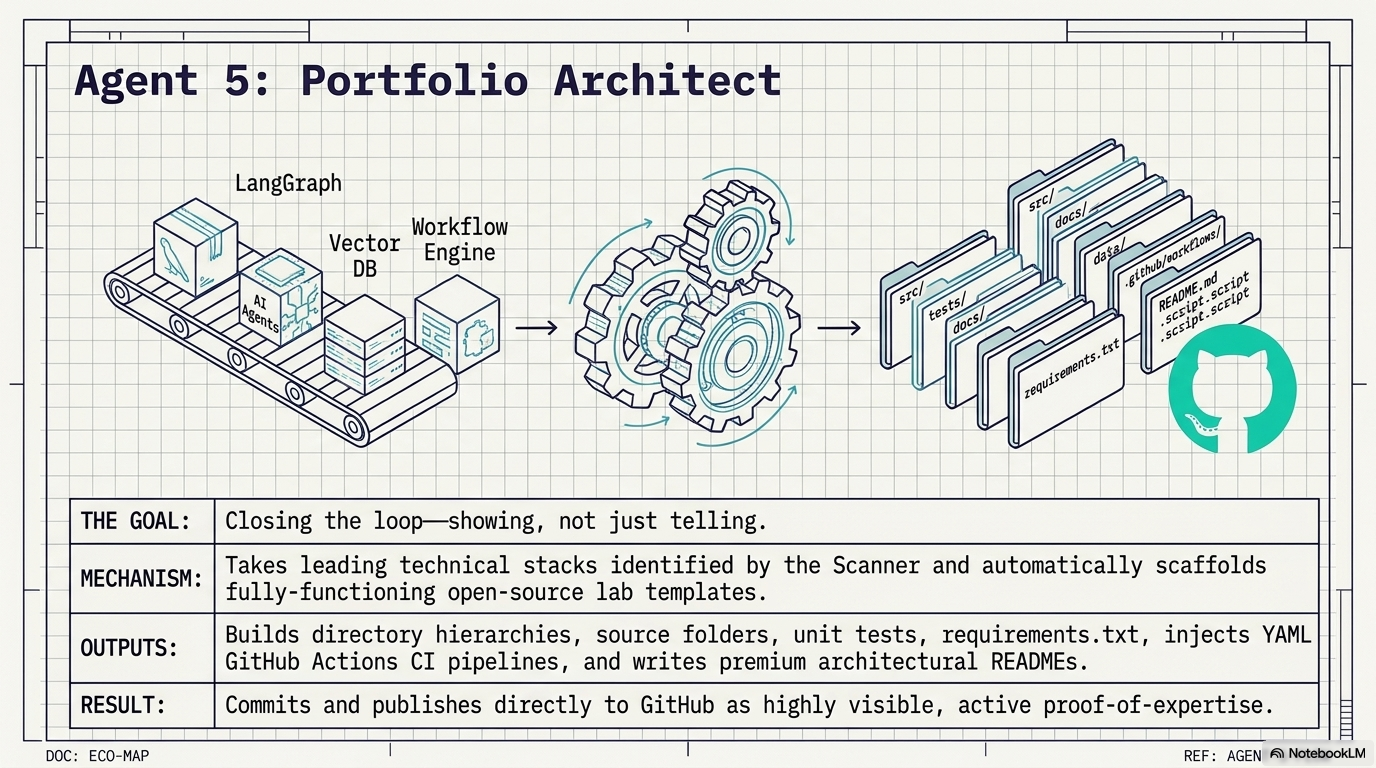 Agent 5: Portfolio Architect
LangGraph
AI
Agents
Vector
DB
Workflow
Engine
src/
docs/
data/
.github/workflows/
README.md
.script.script
.script.script
src/
tests/
docs/
requirements.txt
THE GOAL:
Closing the loop——showing, not just telling.
MECHANISM:
Takes leading technical stacks identified by the Scanner and automatically scaffolds
fully-functioning open-source lab templates.
OUTPUTS:
Builds directory hierarchies, source folders, unit tests, requirements.txt, injects YAML
GitHub Actions CI pipelines, and writes premium architectural READMEs.
RESULT:
Commits and publishes directly to GitHub as highly visible, active proof-of-expertise.
DOC: ECO-MAP
REF: AGEN
NotebookLM